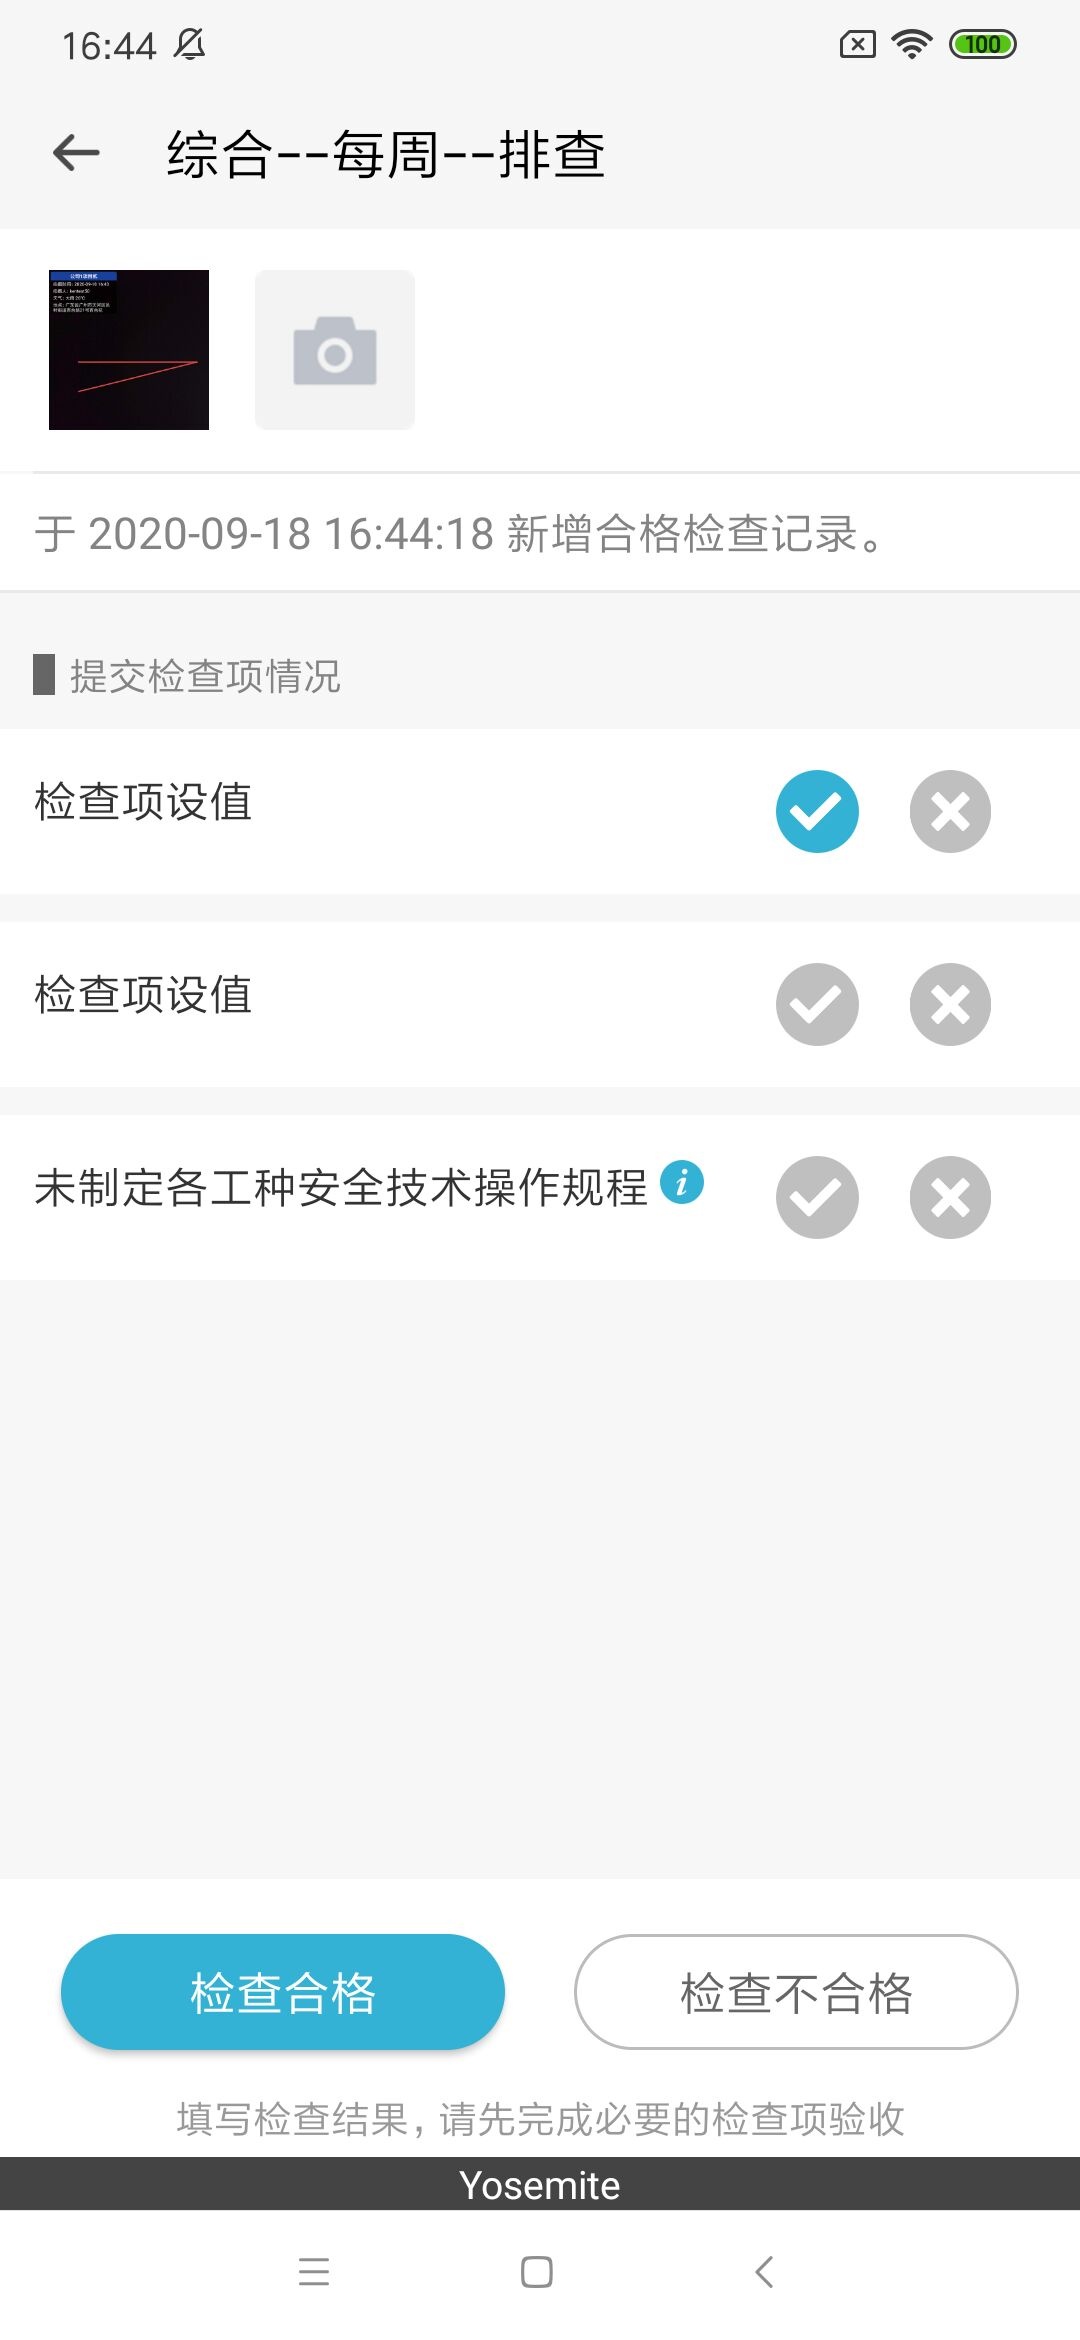 16:44
100
综合--每周--排查
于 2020-09-18 16:44:18 新增合格检查记录。
提交检查项情况
检查项设值
检查项设值
未制定各工种安全技术操作规程 i
检查合格
检查不合格
填写检查结果，请先完成必要的检查项验收
Yosemite